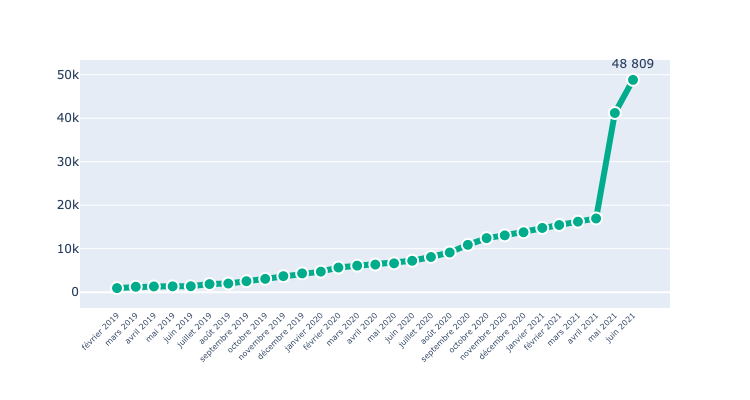 48 809
50k
40k
30k
20k
10k
0
février 2019
mars 2019
avril 2019
mai 2019
juin 2019
juillet 2019
août 2019
septembre 2019
octobre 2019
novembre 2019
décembre 2019
janvier 2020
février 2020
mars 2020
avril 2020
mai 2020
juin 2020
juillet 2020
août 2020
septembre 2020
octobre 2020
novembre 2020
décembre 2020
janvier 2021
février 2021
mars 2021
avril 2021
mai 2021
juin 2021